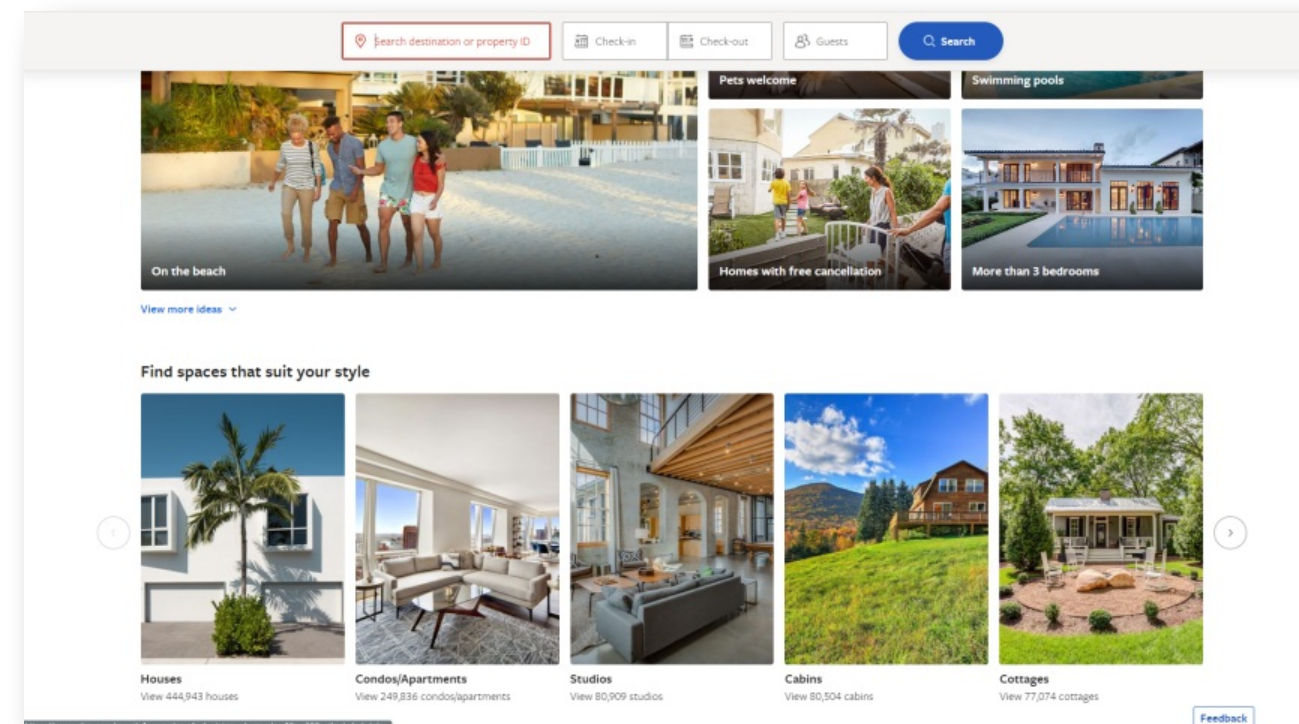 Search destination or property ID
Check-in
Check-out
Guests
Search
Pets welcome
Swimming pools
On the beach
Homes with free cancellation
More than 3 bedrooms
View more ideas
Find spaces that suit your style
Houses
View 444,943 houses
Condos/Apartments
View 249,836 condos/apartments
Studios
View 80,909 studios
Cabins
View 80,504 cabins
Cottages
View 77,074 cottages
Feedback